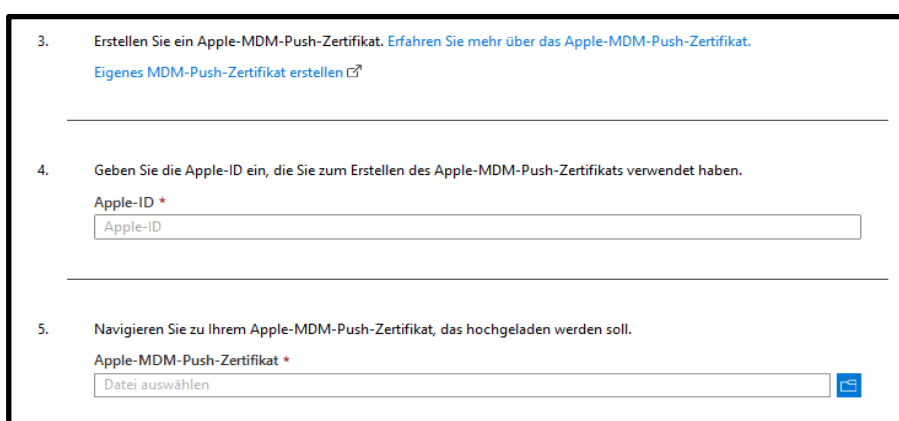 3. Erstellen Sie ein Apple-MDM-Push-Zertifikat. Erfahren Sie mehr über das Apple-MDM-Push-Zertifikat.
Eigenes MDM-Push-Zertifikat erstellen
4. Geben Sie die Apple-ID ein, die Sie zum Erstellen des Apple-MDM-Push-Zertifikats verwendet haben.
Apple-ID *
Apple-ID
5. Navigieren Sie zu Ihrem Apple-MDM-Push-Zertifikat, das hochgeladen werden soll.
Apple-MDM-Push-Zertifikat *
Datei auswählen